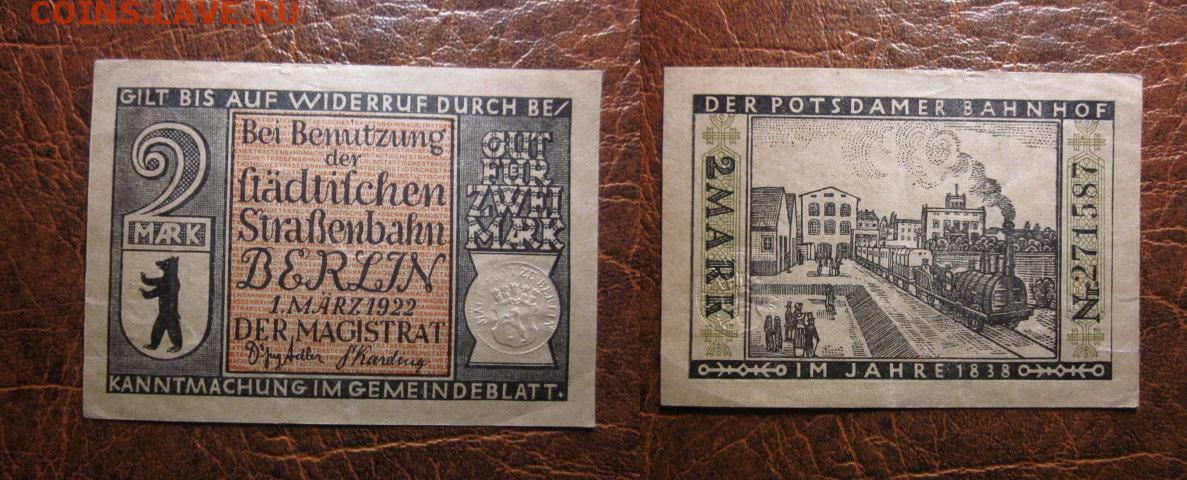 COINS.LAVE.RU
GILT BIS AUF WIDERRUF DURCH BE/
2
MARK
Bei Benutzung
der
städtischen
Straßenbahn
BERLIN
1. MÄRZ 1922
DER MAGISTRAT
GUT
FÜR
ZWEI
MARK
KANNTMACHUNG IM GEMEINDEBLATT.
DER POTSDAMER BAHNHOF
2 MARK
Nr. 271587
IM JAHRE 1838